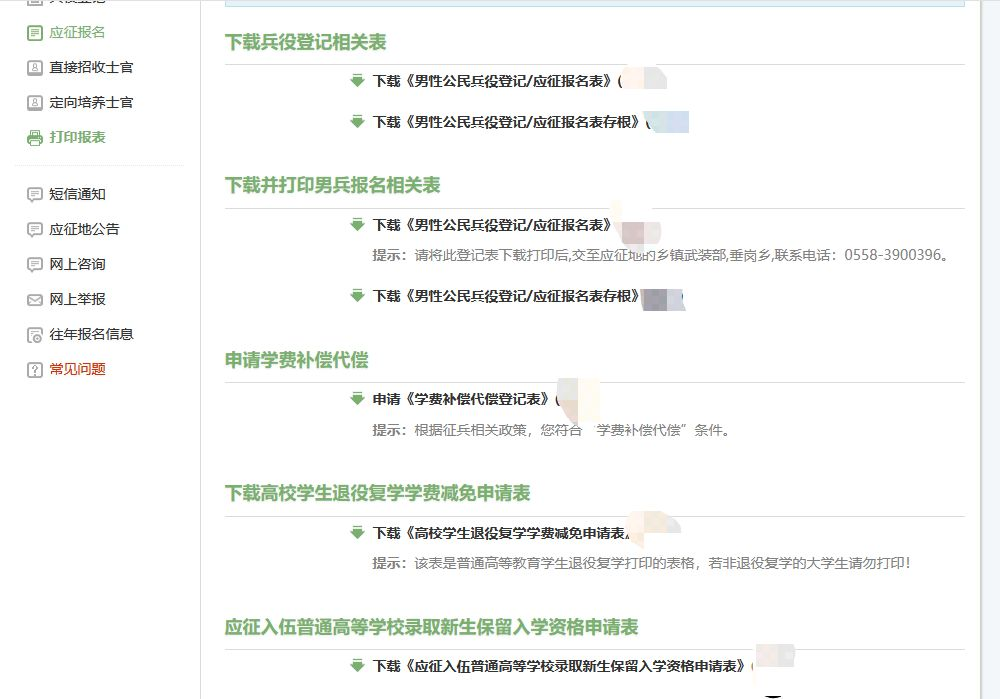 应征报名
直接招收士官
定向培养士官
打印报表
短信通知
应征地公告
网上咨询
网上举报
往年报名信息
常见问题
下载兵役登记相关表
下载《男性公民兵役登记/应征报名表》(
下载《男性公民兵役登记/应征报名表存根》(
下载并打印男兵报名相关表
下载《男性公民兵役登记/应征报名表》
提示：请将此登记表下载打印后,交至应征地的乡镇武装部,垂岗乡,联系电话：0558-3900396。
下载《男性公民兵役登记/应征报名表存根》
申请学费补偿代偿
申请《学费补偿代偿登记表》(
提示：根据征兵相关政策，您符合“学费补偿代偿”条件。
下载高校学生退役复学学费减免申请表
下载《高校学生退役复学学费减免申请表》
提示：该表是普通高等教育学生退役复学打印的表格，若非退役复学的大学生请勿打印！
应征入伍普通高等学校录取新生保留入学资格申请表
下载《应征入伍普通高等学校录取新生保留入学资格申请表》(